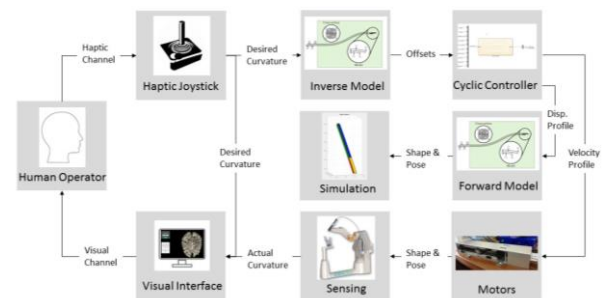 Haptic
Channel
Haptic Joystick
Desired
Curvature
Inverse Model
Offsets
Cyclic Controller
Disp.
Profile
Human Operator
Desired
Curvature
Simulation
Shape &
Pose
Forward Model
Velocity
Profile
Visual
Channel
Visual Interface
Actual
Curvature
Sensing
Shape &
Pose
Motors